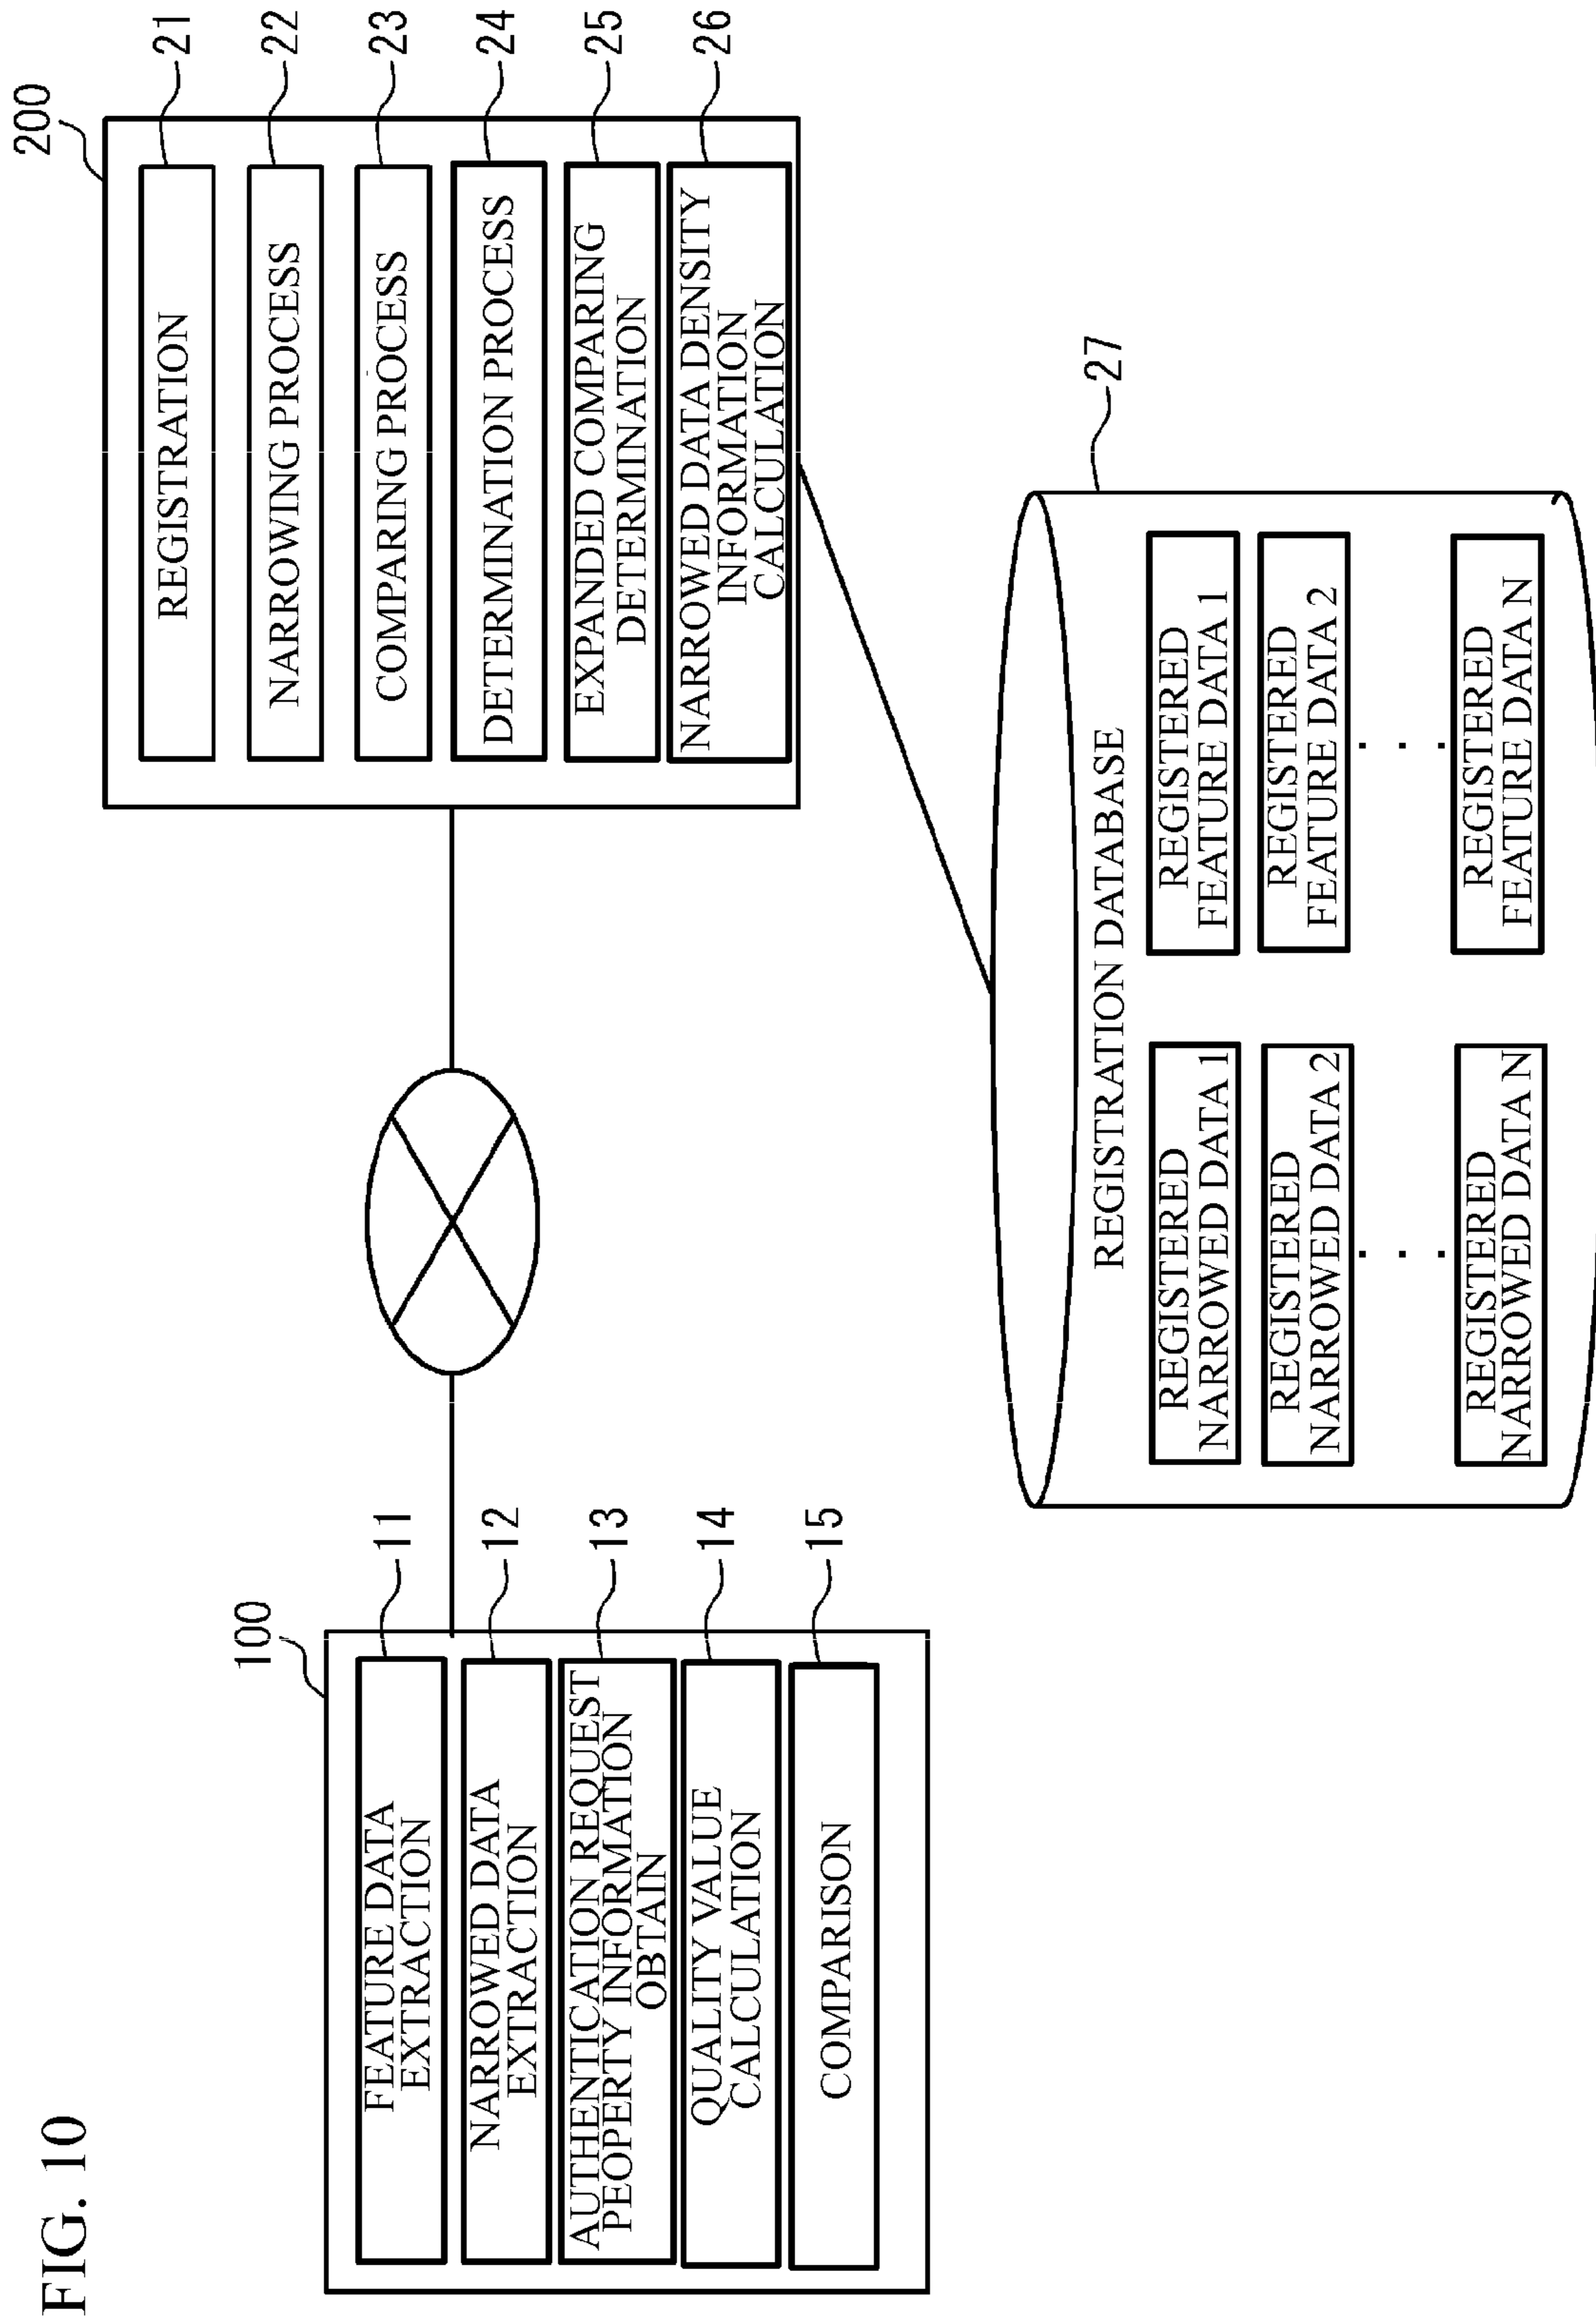 FIG. 10
100
FEATURE DATA
EXTRACTION
11
NARROWED DATA
EXTRACTION
12
AUTHENTICATION REQUEST
PEOPERTY INFORMATION
OBTAIN
13
QUALITY VALUE
CALCULATION
14
COMPARISON
15
200
REGISTRATION
21
NARROWING PROCESS
22
COMPARING PROCESS
23
DETERMINATION PROCESS
24
EXPANDED COMPARING
DETERMINATION
25
NARROWED DATA DENSITY
INFORMATION
CALCULATION
26
27
REGISTRATION DATABASE
REGISTERED
NARROWED DATA 1
REGISTERED
FEATURE DATA 1
REGISTERED
NARROWED DATA 2
REGISTERED
FEATURE DATA 2
. . .
. . .
REGISTERED
NARROWED DATA N
REGISTERED
FEATURE DATA N